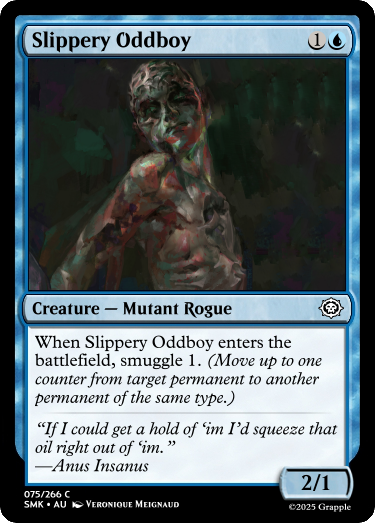 Slippery Oddboy 1
Creature — Mutant Rogue
When Slippery Oddboy enters the
battlefield, smuggle 1. (Move up to one
counter from target permanent to another
permanent of the same type.)
“If I could get a hold of ‘im I’d squeeze that
oil right out of ‘im.”
—Anus Insanus
2/1
075/266 C
SMK • AU Veronique Meignaud
©2025 Grapple